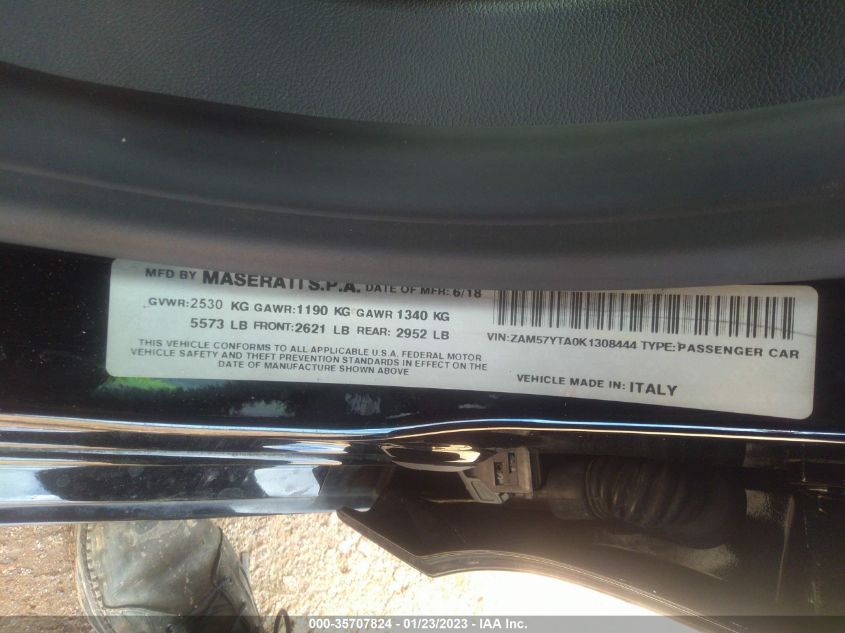 MFD BY MASERATI S.P.A. DATE OF MFR: 6/18
GVWR:2530 KG GAWR:1190 KG GAWR 1340 KG
5573 LB FRONT:2621 LB REAR: 2952 LB
THIS VEHICLE CONFORMS TO ALL APPLICABLE U.S.A. FEDERAL MOTOR
VEHICLE SAFETY AND THEFT PREVENTION STANDARDS IN EFFECT ON THE
DATE OF MANUFACTURE SHOWN ABOVE
VIN:ZAM57YTA0K1308444 TYPE:PASSENGER CAR
VEHICLE MADE IN: ITALY
000-35707824 - 01/23/2023 - IAA Inc.